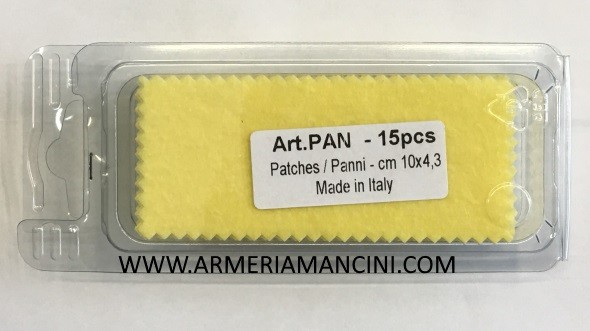 Art.PAN - 15pcs
Patches / Panni - cm 10x4,3
Made in Italy
WWW.ARMERIAMANCINI.COM